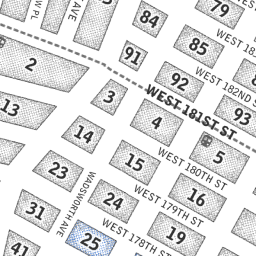 W PL
AVE
84
79
85
WEST 18
91
2
92
WEST 182ND S
3
WEST 181ST ST
93
13
4
14
5
15
WEST 180TH ST
23
WADSWORTH AVE
24
16
WEST 179TH ST
31
25
WEST 178TH ST
19
41